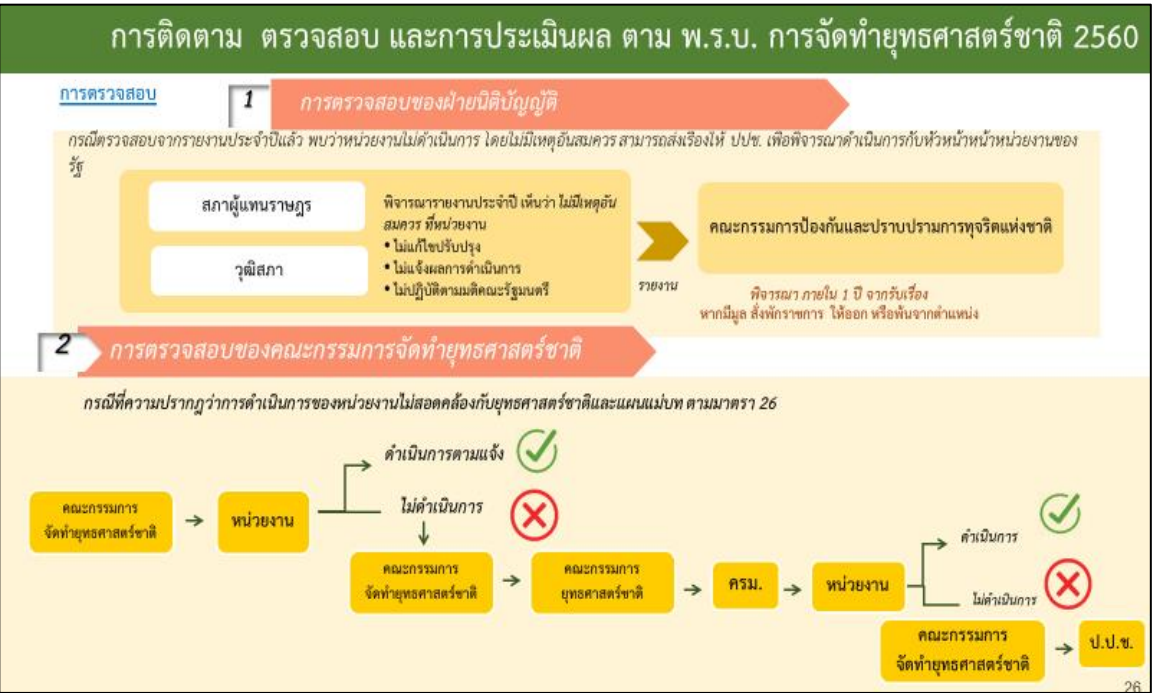 การติดตาม ตรวจสอบ และการประเมินผล ตาม พ.ร.บ. การจัดทำยุทธศาสตร์ชาติ 2560
การตรวจสอบ
1
การตรวจสอบของฝ่ายนิติบัญญัติ
กรณีตรวจสอบจากรายงานประจำปีแล้ว พบว่าหน่วยงานไม่ดำเนินการ โดยไม่มีเหตุอันสมควร สามารถส่งเรื่องให้ ปปช. เพื่อพิจารณาดำเนินการกับหัวหน้าหน้าหน่วยงานของ
รัฐ
สภาผู้แทนราษฎร
วุฒิสภา
พิจารณารายงานประจำปี เห็นว่า ไม่มีเหตุอัน
สมควร ที่หน่วยงาน
• ไม่แก้ไขปรับปรุง
• ไม่แจ้งผลการดำเนินการ
• ไม่ปฏิบัติตามมติคณะรัฐมนตรี
รายงาน
คณะกรรมการป้องกันและปราบปรามการทุจริตแห่งชาติ
พิจารณา ภายใน 1 ปี จากรับเรื่อง
หากมีมูล สั่งพักราชการ ให้ออก หรือพ้นจากตำแหน่ง
2
การตรวจสอบของคณะกรรมการจัดทำยุทธศาสตร์ชาติ
กรณีที่ความปรากฏว่าการดำเนินการของหน่วยงานไม่สอดคล้องกับยุทธศาสตร์ชาติและแผนแม่บท ตามมาตรา 26
คณะกรรมการ
จัดทำยุทธศาสตร์ชาติ
หน่วยงาน
ดำเนินการตามแจ้ง
ไม่ดำเนินการ
คณะกรรมการ
จัดทำยุทธศาสตร์ชาติ
คณะกรรมการ
ยุทธศาสตร์ชาติ
ครม.
หน่วยงาน
ดำเนินการ
ไม่ดำเนินการ
คณะกรรมการ
จัดทำยุทธศาสตร์ชาติ
ป.ป.ช.
26